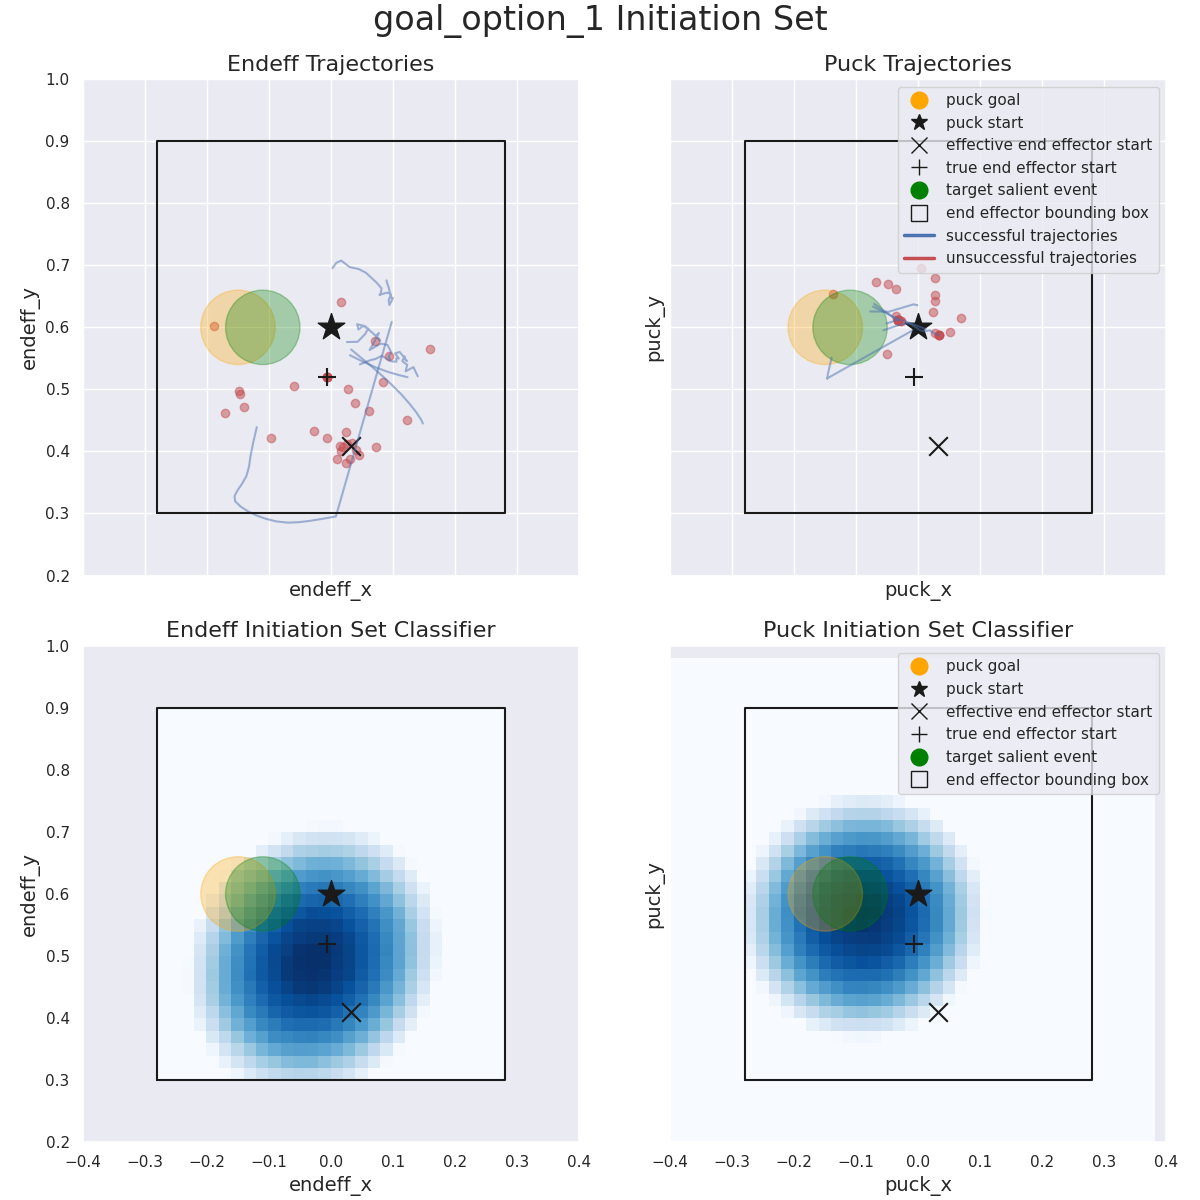 goal_option_1 Initiation Set
Endeff Trajectories
1.0
0.9
0.8
0.7
0.6
0.5
0.4
0.3
0.2
endeff_y
endeff_x
Puck Trajectories
puck goal
puck start
effective end effector start
true end effector start
target salient event
end effector bounding box
successful trajectories
unsuccessful trajectories
puck_y
puck_x
Endeff Initiation Set Classifier
1.0
0.9
0.8
0.7
0.6
0.5
0.4
0.3
0.2
endeff_y
−0.4 −0.3 −0.2 −0.1 0.0 0.1 0.2 0.3 0.4
endeff_x
Puck Initiation Set Classifier
puck goal
puck start
effective end effector start
true end effector start
target salient event
end effector bounding box
puck_y
−0.4 −0.3 −0.2 −0.1 0.0 0.1 0.2 0.3 0.4
puck_x